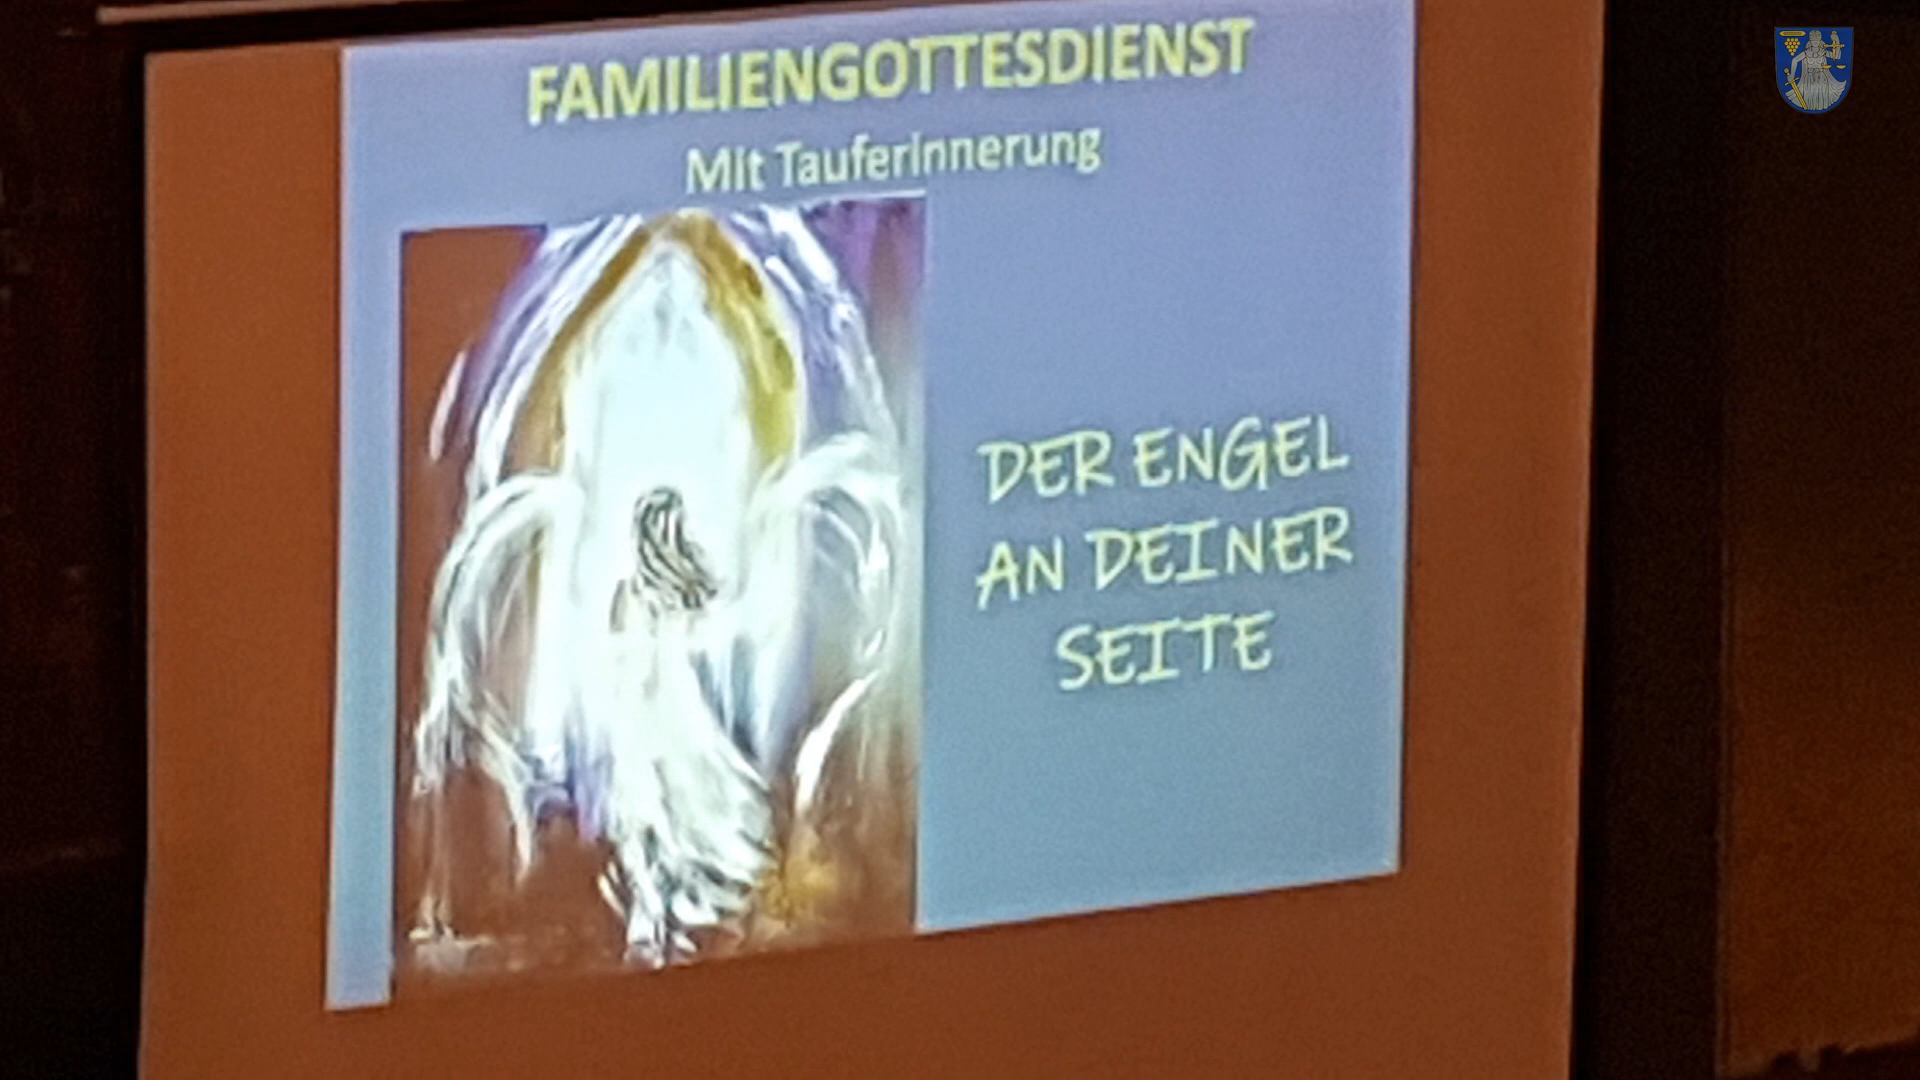 FAMILIENGOTTESDIENST
Mit Tauferinnerung
DER ENGEL
AN DEINER
SEITE